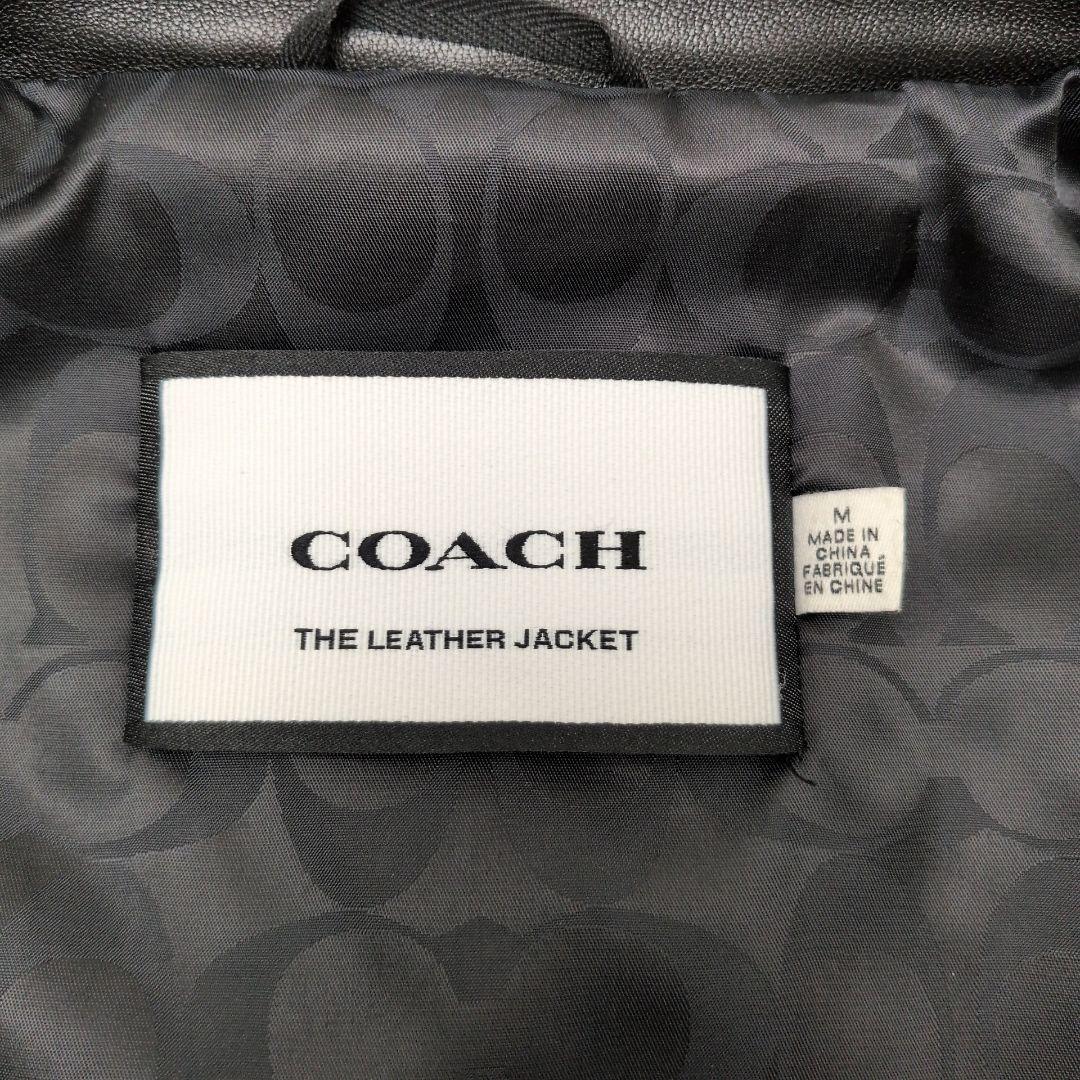 COACH
THE LEATHER JACKET
M
MADE IN
CHINA
FABRIQUÉ
EN CHINE